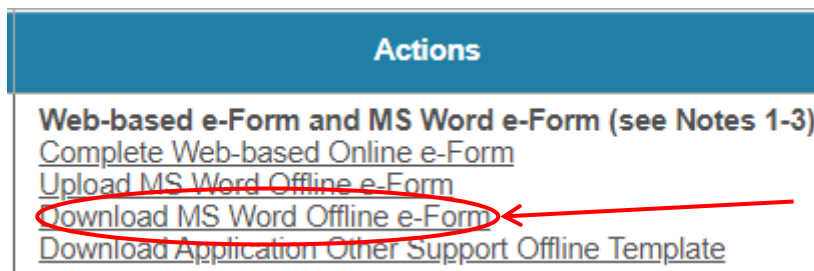 Actions
Web-based e-Form and MS Word e-Form (see Notes 1-3)
Complete Web-based Online e-Form
Upload MS Word Offline e-Form
Download MS Word Offline e-Form
Download Application Other Support Offline Template